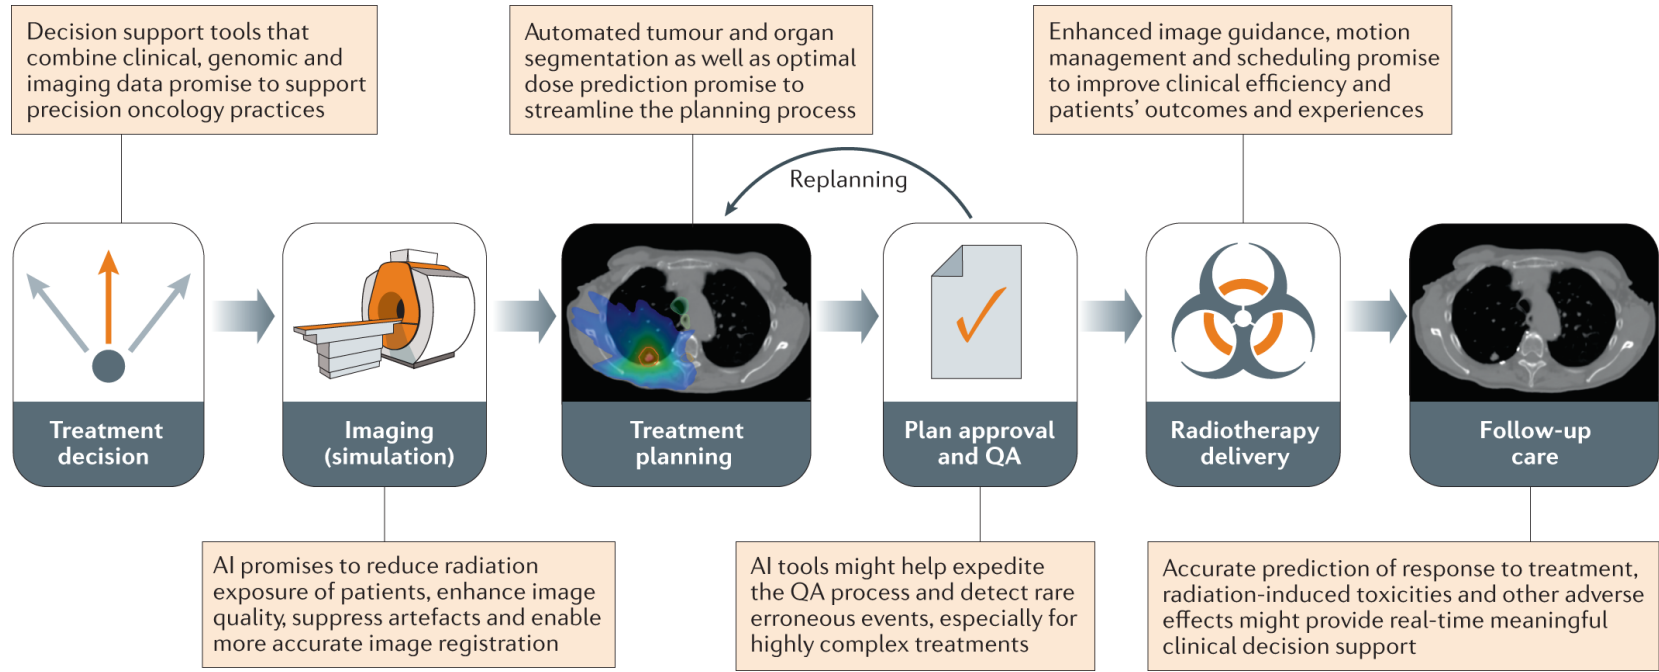 Decision support tools that
combine clinical, genomic and
imaging data promise to support
precision oncology practices
Automated tumour and organ
segmentation as well as optimal
dose prediction promise to
streamline the planning process
Enhanced image guidance, motion
management and scheduling promise
to improve clinical efficiency and
patients’ outcomes and experiences
Replanning
Treatment
decision
Imaging
(simulation)
Treatment
planning
Plan approval
and QA
Radiotherapy
delivery
Follow-up
care
AI promises to reduce radiation
exposure of patients, enhance image
quality, suppress artefacts and enable
more accurate image registration
AI tools might help expedite
the QA process and detect rare
erroneous events, especially for
highly complex treatments
Accurate prediction of response to treatment,
radiation-induced toxicities and other adverse
effects might provide real-time meaningful
clinical decision support